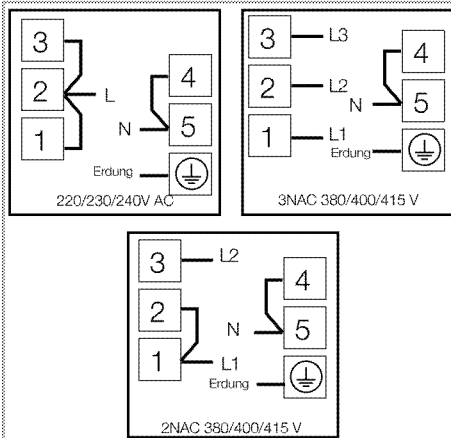 3
2
1
L
4
N
5
Erdung
220/230/240V AC
3
L3
2
L2
1
L1
4
N
5
Erdung
3NAC 380/400/415 V
3
L2
2
1
L1
4
N
5
Erdung
2NAC 380/400/415 V